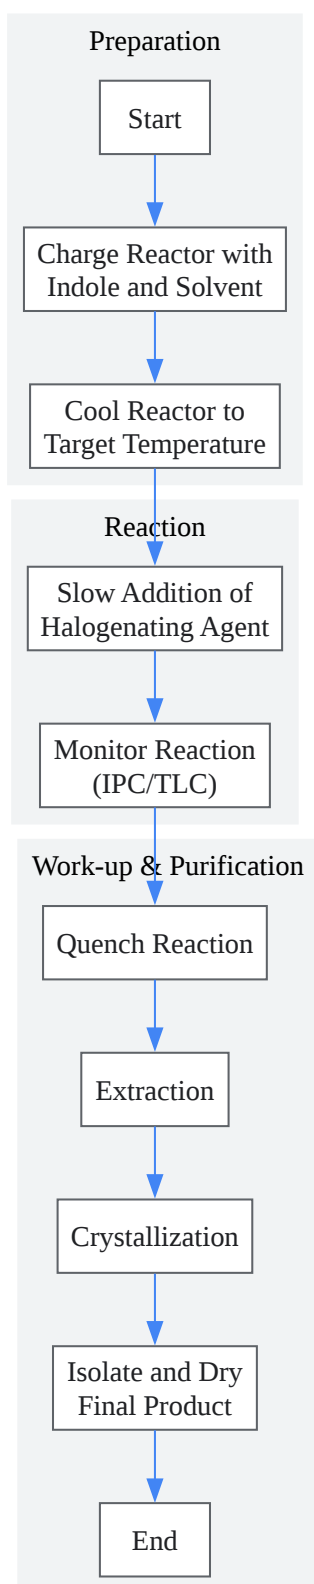 Preparation
Start
Charge Reactor with
Indole and Solvent
Cool Reactor to
Target Temperature
Reaction
Slow Addition of
Halogenating Agent
Monitor Reaction
(IPC/TLC)
Work-up & Purification
Quench Reaction
Extraction
Crystallization
Isolate and Dry
Final Product
End